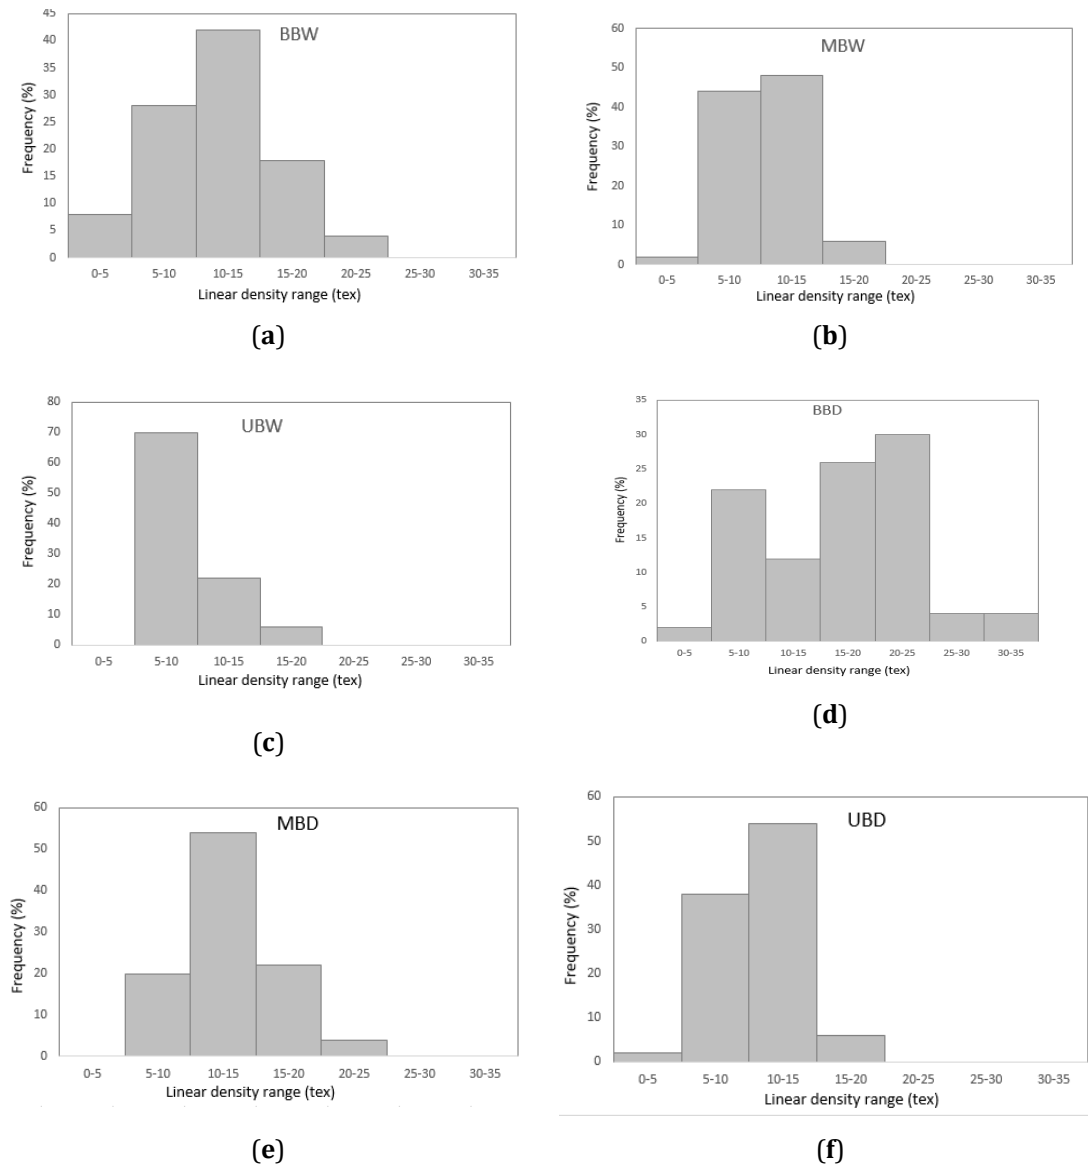 BBW
Frequency (%)
45
40
35
30
25
20
15
10
5
0
0-5 5-10 10-15 15-20 20-25 25-30 30-35
Linear density range (tex)
(a)
MBW
Frequency (%)
60
50
40
30
20
10
0
0-5 5-10 10-15 15-20 20-25 25-30 30-35
Linear density range (tex)
(b)
UBW
Frequency (%)
80
70
60
50
40
30
20
10
0
0-5 5-10 10-15 15-20 20-25 25-30 30-35
Linear density range (tex)
(c)
BBD
Frequency (%)
35
30
25
20
15
10
5
0
0-5 5-10 10-15 15-20 20-25 25-30 30-35
Linear density range (tex)
(d)
MBD
Frequency (%)
60
50
40
30
20
10
0
0-5 5-10 10-15 15-20 20-25 25-30 30-35
Linear density range (tex)
(e)
UBD
Frequency (%)
60
50
40
30
20
10
0
0-5 5-10 10-15 15-20 20-25 25-30 30-35
Linear density range (tex)
(f)